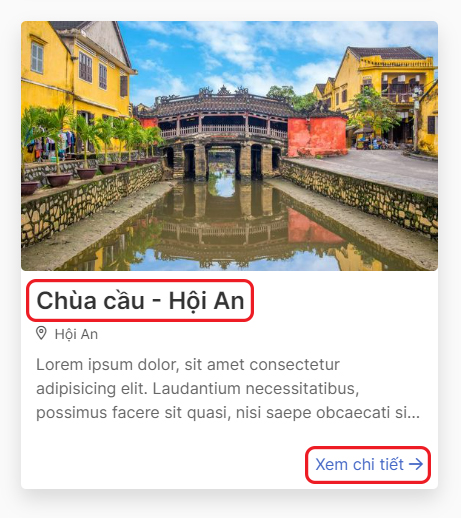 Chùa cầu - Hội An
Hội An
Lorem ipsum dolor, sit amet consectetur
adipisicing elit. Laudantium necessitatibus,
possimus facere sit quasi, nisi saepe obcaecati si...
Xem chi tiết →